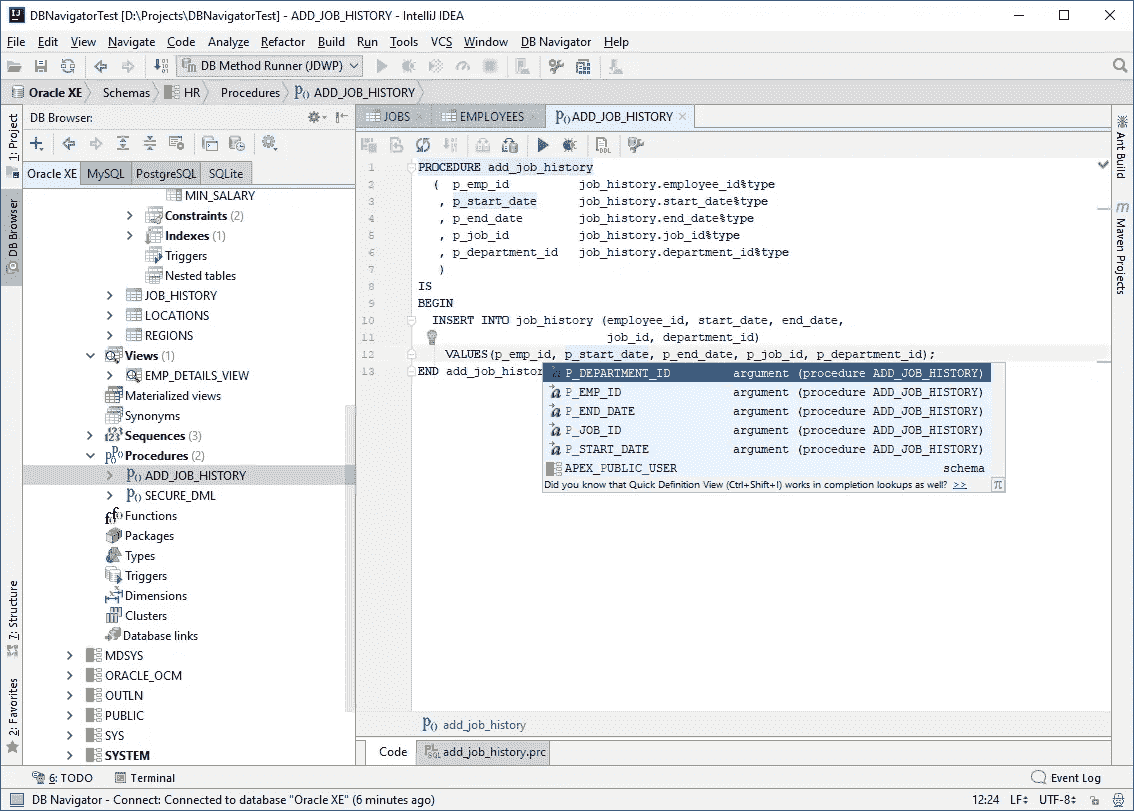 DBNavigatorTest [D:\Projects\DBNavigatorTest] - ADD_JOB_HISTORY - IntelliJ IDEA
File Edit View Navigate Code Analyze Refactor Build Run Tools VCS Window DB Navigator Help
DB Method Runner (JDWP)
Oracle XE Schemas HR Procedures P() ADD_JOB_HISTORY
1: Project
DB Browser
7: Structure
2: Favorites
DB Browser:
Oracle XE MySQL PostgreSQL SQLite
MIN_SALARY
Constraints (2)
Indexes (1)
Triggers
Nested tables
JOB_HISTORY
LOCATIONS
REGIONS
Views (1)
EMP_DETAILS_VIEW
Materialized views
Synonyms
Sequences (3)
Procedures (2)
P() ADD_JOB_HISTORY
P() SECURE_DML
Functions
Packages
Types
Triggers
Dimensions
Clusters
Database links
MDSYS
ORACLE_OCM
OUTLN
PUBLIC
SYS
SYSTEM
JOBS EMPLOYEES P() ADD_JOB_HISTORY
1 PROCEDURE add_job_history
2 ( p_emp_id job_history.employee_id%type
3 , p_start_date job_history.start_date%type
4 , p_end_date job_history.end_date%type
5 , p_job_id job_history.job_id%type
6 , p_department_id job_history.department_id%type
7 )
8 IS
9 BEGIN
10 INSERT INTO job_history (employee_id, start_date, end_date,
11 job_id, department_id)
12 VALUES(p_emp_id, p_start_date, p_end_date, p_job_id, p_department_id);
13 END add_job_histor
P_DEPARTMENT_ID argument (procedure ADD_JOB_HISTORY)
P_EMP_ID argument (procedure ADD_JOB_HISTORY)
P_END_DATE argument (procedure ADD_JOB_HISTORY)
P_JOB_ID argument (procedure ADD_JOB_HISTORY)
P_START_DATE argument (procedure ADD_JOB_HISTORY)
APEX_PUBLIC_USER schema
Did you know that Quick Definition View (Ctrl+Shift+I) works in completion lookups as well? >> π
P() add_job_history
Code add_job_history.prc
Ant Build
Maven Projects
6: TODO Terminal Event Log
DB Navigator - Connect: Connected to database "Oracle XE" (6 minutes ago) 12:24 LF UTF-8